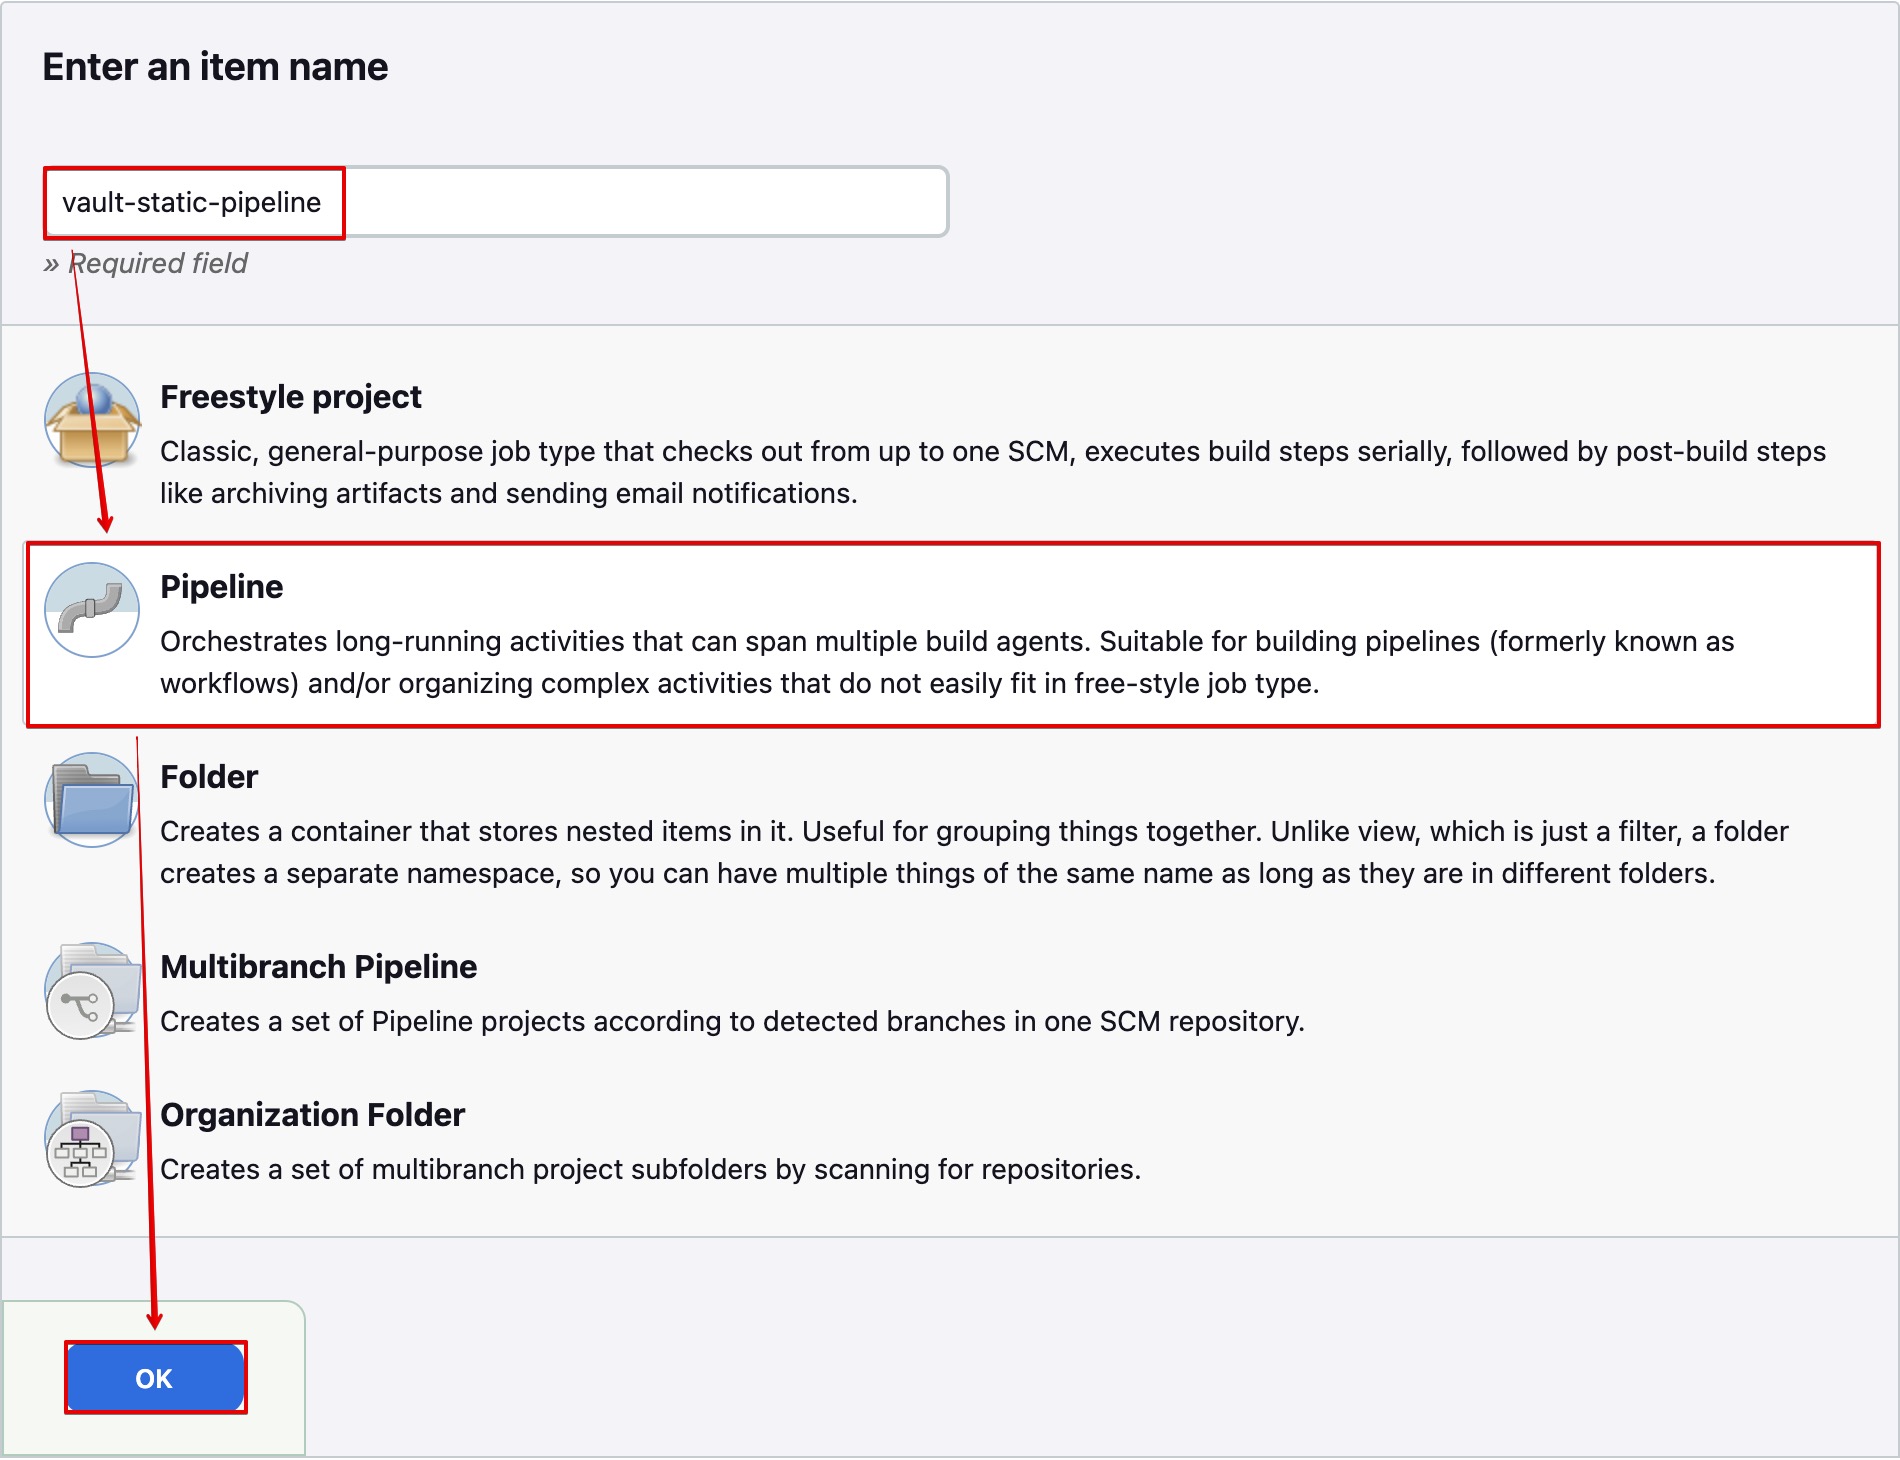 Enter an item name
vault-static-pipeline
» Required field
Freestyle project
Classic, general-purpose job type that checks out from up to one SCM, executes build steps serially, followed by post-build steps
like archiving artifacts and sending email notifications.
Pipeline
Orchestrates long-running activities that can span multiple build agents. Suitable for building pipelines (formerly known as
workflows) and/or organizing complex activities that do not easily fit in free-style job type.
Folder
Creates a container that stores nested items in it. Useful for grouping things together. Unlike view, which is just a filter, a folder
creates a separate namespace, so you can have multiple things of the same name as long as they are in different folders.
Multibranch Pipeline
Creates a set of Pipeline projects according to detected branches in one SCM repository.
Organization Folder
Creates a set of multibranch project subfolders by scanning for repositories.
OK